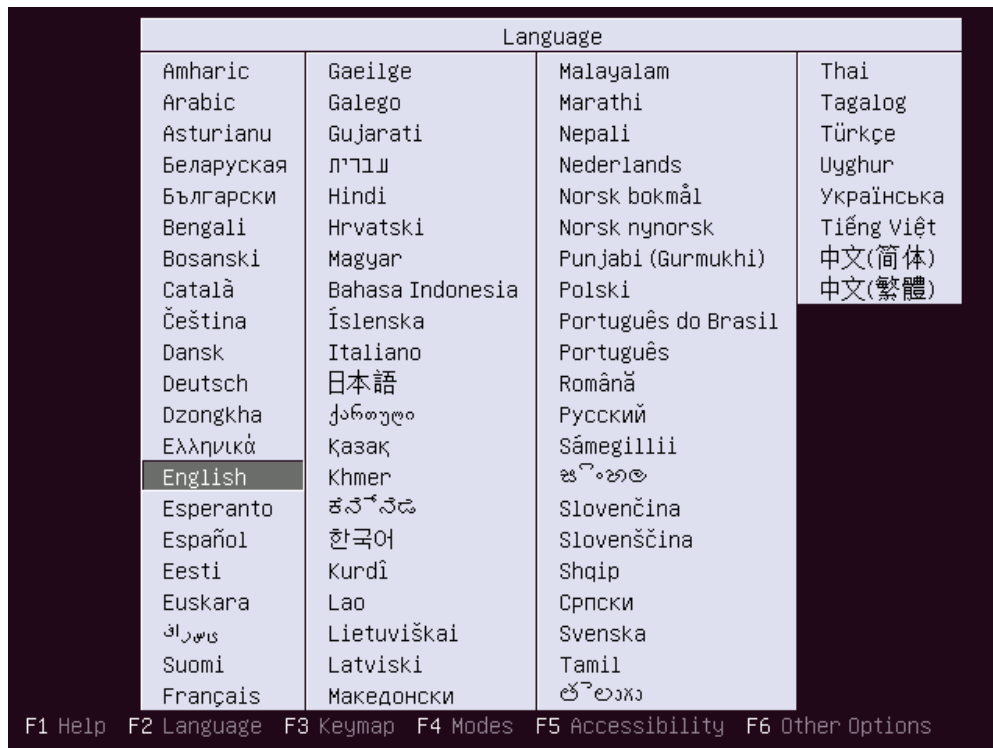 Language
Amharic
Arabic
Asturianu
Беларуская
Български
Bengali
Bosanski
Català
Čeština
Dansk
Deutsch
Dzongkha
Ελληνικά
English
Esperanto
Español
Eesti
Euskara
فارسی
Suomi
Français
Gaeilge
Galego
Gujarati
עברית
Hindi
Hrvatski
Magyar
Bahasa Indonesia
Íslenska
Italiano
日本語
ქართული
Қазақ
Khmer
ಕನ್ನಡ
한국어
Kurdî
Lao
Lietuviškai
Latviski
Македонски
Malayalam
Marathi
Nepali
Nederlands
Norsk bokmål
Norsk nynorsk
Punjabi (Gurmukhi)
Polski
Português do Brasil
Português
Română
Русский
Sámegillii
සිංහල
Slovenčina
Slovenščina
Shqip
Српски
Svenska
Tamil
తెలుగు
Thai
Tagalog
Türkçe
Uyghur
Українська
Tiếng Việt
中文(简体)
中文(繁體)
F1 Help F2 Language F3 Keymap F4 Modes F5 Accessibility F6 Other Options